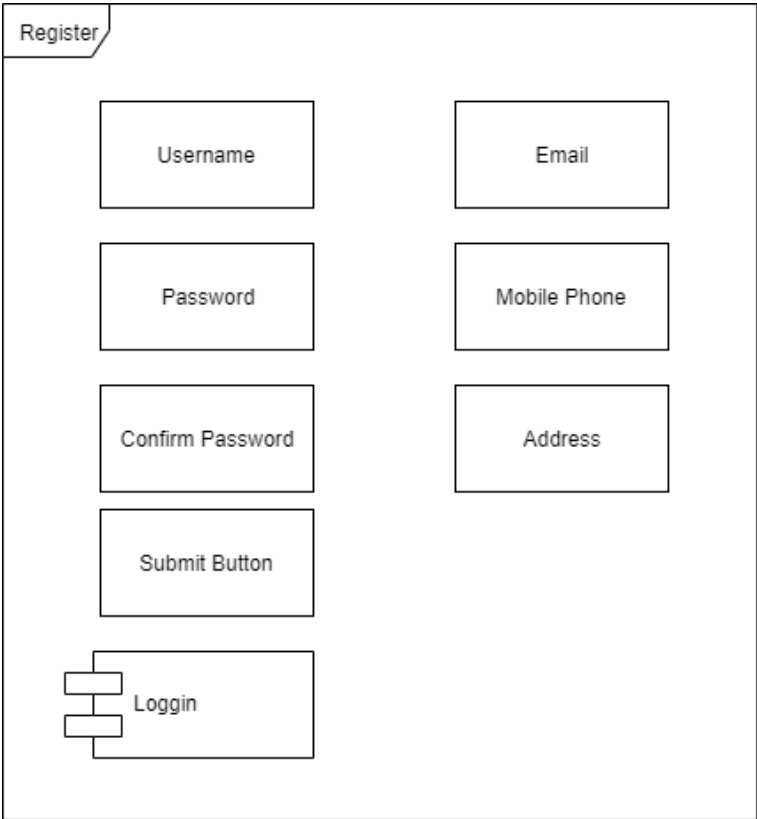 Register
Username
Email
Password
Mobile Phone
Confirm Password
Address
Submit Button
Loggin